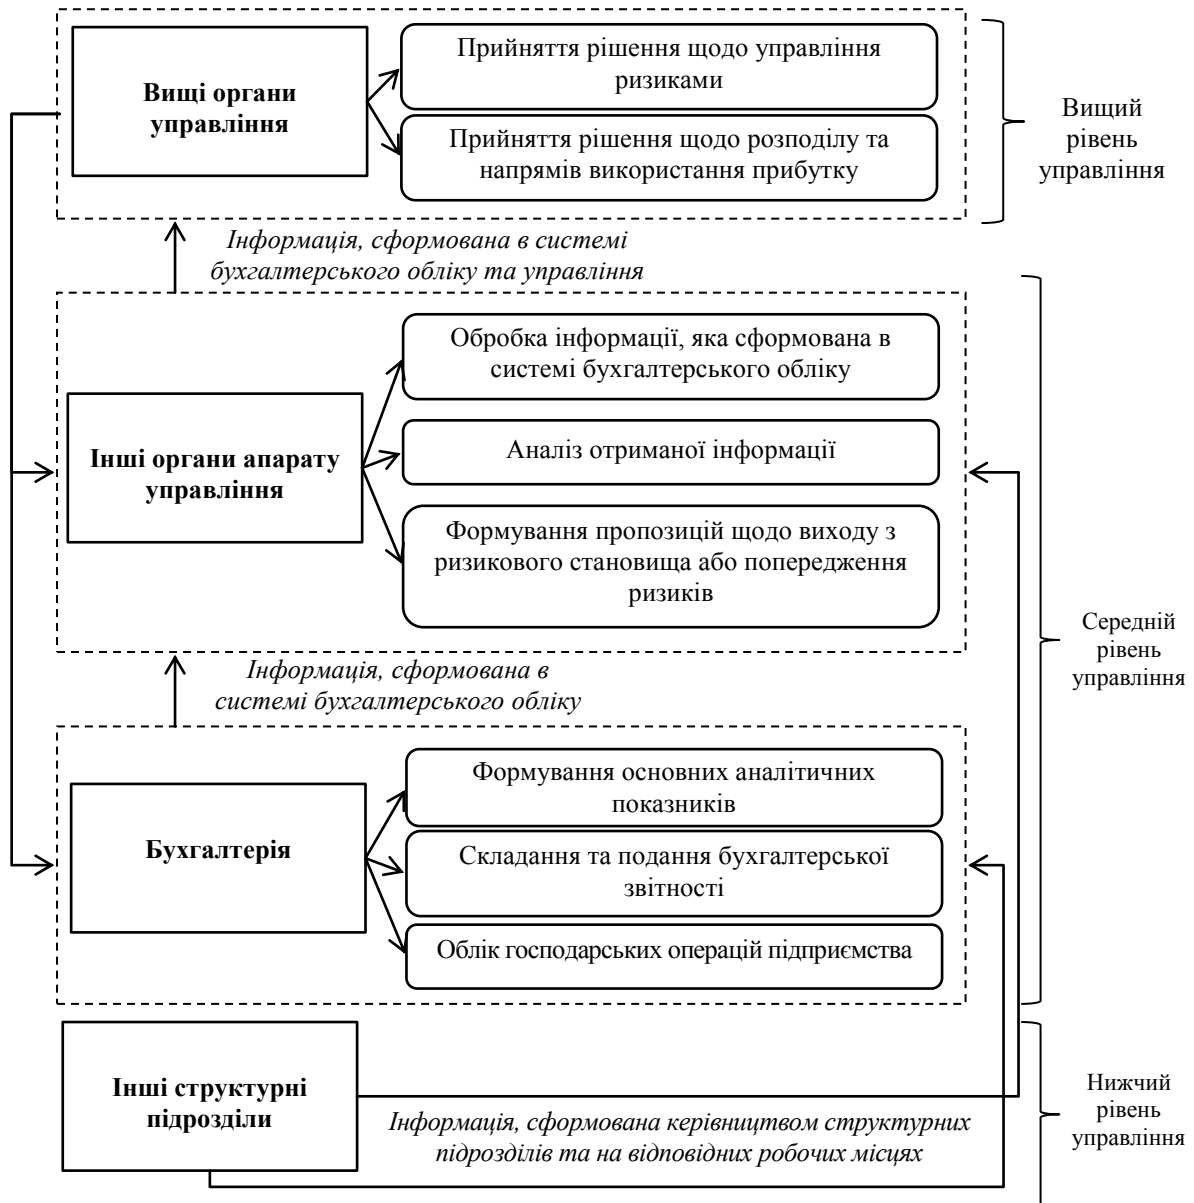 Вищі органи
управління
Прийняття рішення щодо управління
ризиками
Прийняття рішення щодо розподілу та
напрямів використання прибутку
Вищий
рівень
управління
Інформація, сформована в системі
бухгалтерського обліку та управління
Інші органи апарату
управління
Обробка інформації, яка сформована в
системі бухгалтерського обліку
Аналіз отриманої інформації
Формування пропозицій щодо виходу з
ризикового становища або попередження
ризиків
Середній
рівень
управління
Інформація, сформована в
системі бухгалтерського обліку
Бухгалтерія
Формування основних аналітичних
показників
Складання та подання бухгалтерської
звітності
Облік господарських операцій підприємства
Інші структурні
підрозділи
Інформація, сформована керівництвом структурних
підрозділів та на відповідних робочих місцях
Нижчий
рівень
управління